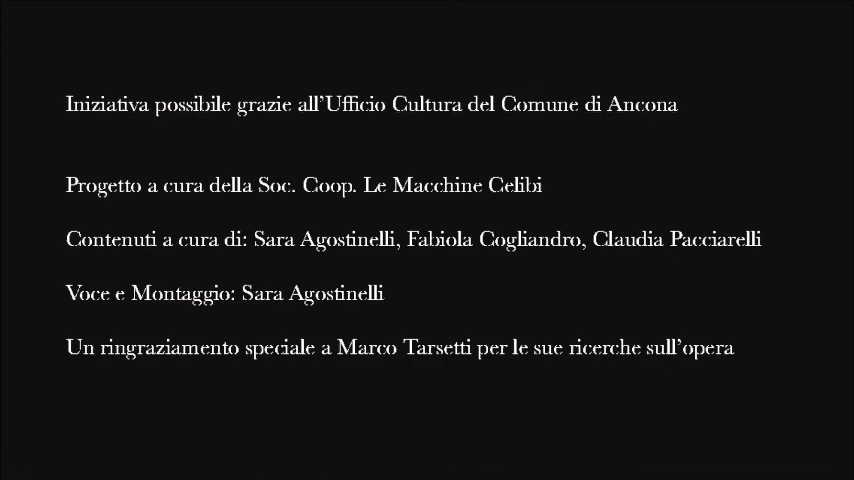 Iniziativa possibile grazie all’Ufficio Cultura del Comune di Ancona
Progetto a cura della Soc. Coop. Le Macchine Celibi
Contenuti a cura di: Sara Agostinelli, Fabiola Cogliandro, Claudia Pacciarelli
Voce e Montaggio: Sara Agostinelli
Un ringraziamento speciale a Marco Tarsetti per le sue ricerche sull’opera